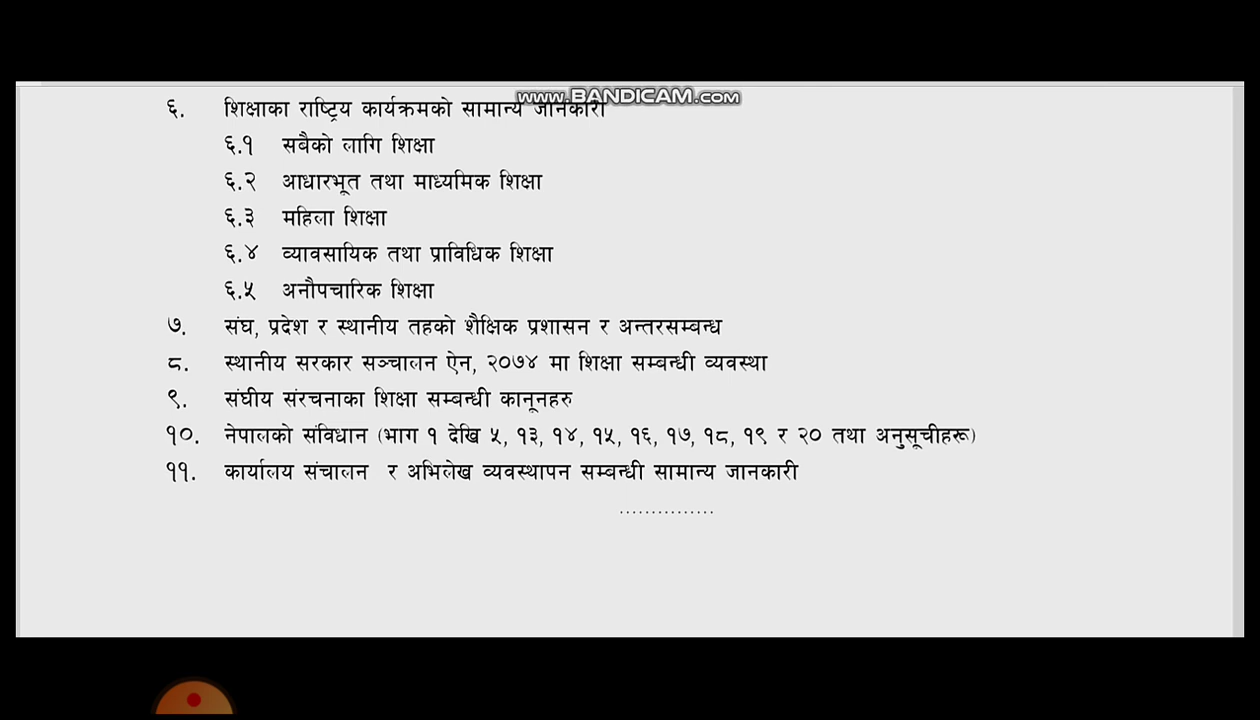 www.BANDICAM.com
६. शिक्षाका राष्ट्रिय कार्यक्रमको सामान्य जानकारी
६.१ सबैको लागि शिक्षा
६.२ आधारभूत तथा माध्यमिक शिक्षा
६.३ महिला शिक्षा
६.४ व्यावसायिक तथा प्राविधिक शिक्षा
६.५ अनौपचारिक शिक्षा
७. संघ, प्रदेश र स्थानीय तहको शैक्षिक प्रशासन र अन्तरसम्बन्ध
८. स्थानीय सरकार सञ्चालन ऐन, २०७४ मा शिक्षा सम्बन्धी व्यवस्था
९. संघीय संरचनाका शिक्षा सम्बन्धी कानूनहरु
१०. नेपालको संविधान (भाग १ देखि ५, १३, १४, १५, १६, १७, १८, १९ र २० तथा अनुसूचीहरू)
११. कार्यालय संचालन र अभिलेख व्यवस्थापन सम्बन्धी सामान्य जानकारी
...............